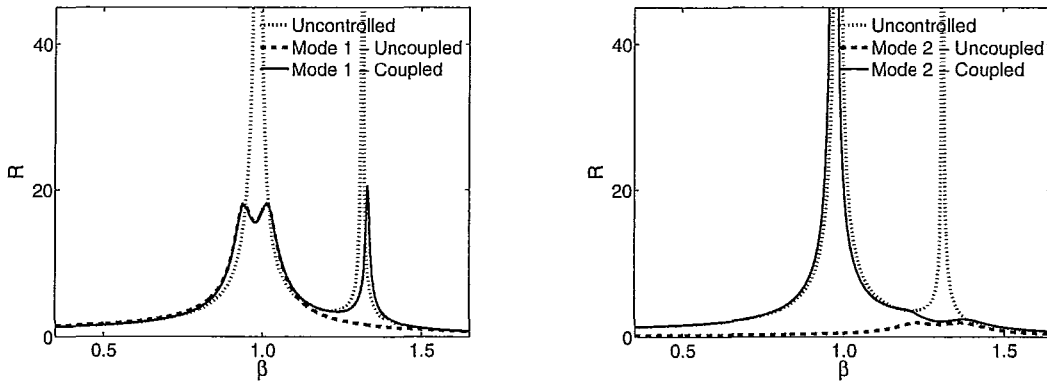 40
20
0
R
Uncontrolled
Mode 1 - Uncoupled
Mode 1 - Coupled
0.5
1.0
1.5
β
40
20
0
R
Uncontrolled
Mode 2 - Uncoupled
Mode 2 - Coupled
0.5
1.0
1.5
β